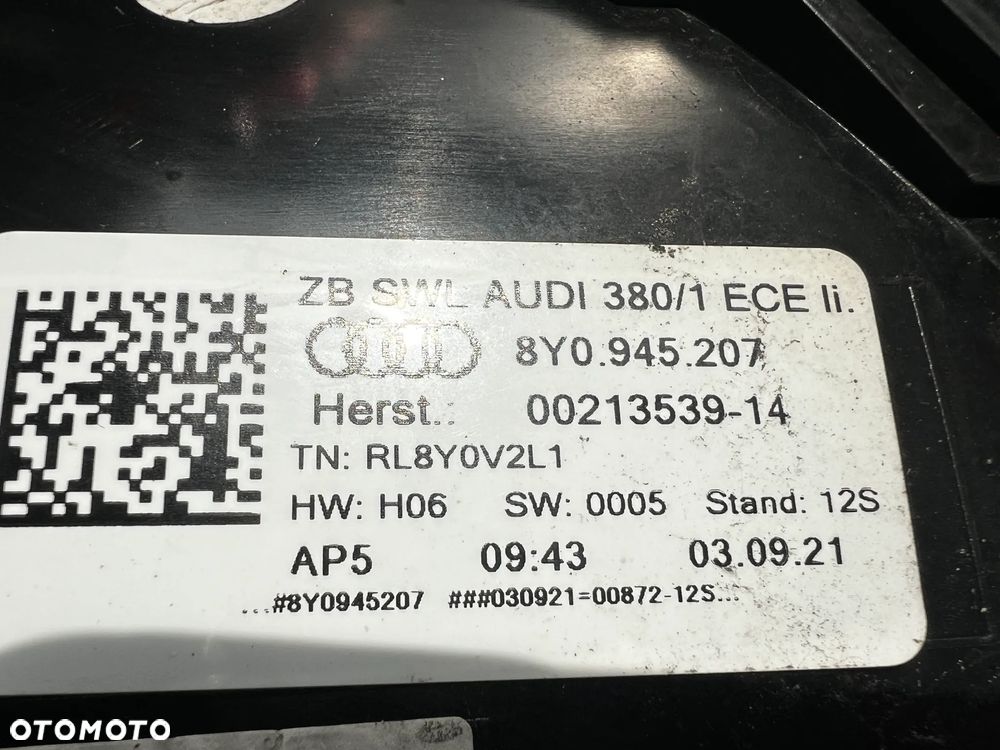 ZB SWL AUDI 380/1 ECE li.
8Y0.945.207
Herst.: 00213539-14
TN: RL8Y0V2L1
HW: H06 SW: 0005 Stand: 12S
AP5 09:43 03.09.21
...#8Y0945207 ###030921=00872-12S...
OTOMOTO